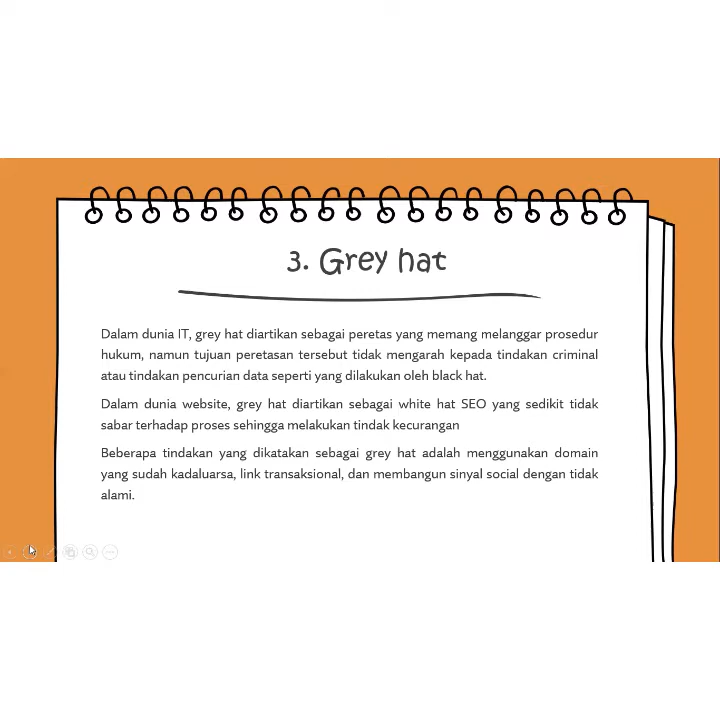 3. Grey hat
Dalam dunia IT, grey hat diartikan sebagai peretas yang memang melanggar prosedur
hukum, namun tujuan peretasan tersebut tidak mengarah kepada tindakan criminal
atau tindakan pencurian data seperti yang dilakukan oleh black hat.
Dalam dunia website, grey hat diartikan sebagai white hat SEO yang sedikit tidak
sabar terhadap proses sehingga melakukan tindak kecurangan
Beberapa tindakan yang dikatakan sebagai grey hat adalah menggunakan domain
yang sudah kadaluarsa, link transaksional, dan membangun sinyal social dengan tidak
alami.